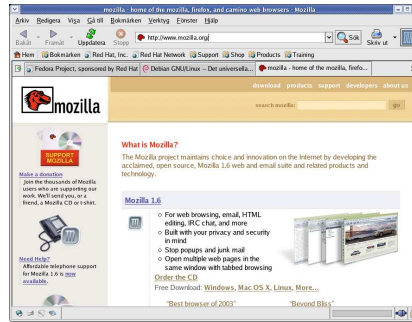 mozilla - home of the mozilla, firefox, and camino web browsers - Mozilla
Arkiv Redigera Visa Gå till Bokmärken Verktyg Fönster Hjälp
Bakåt Framåt Uppdatera Stopp http://www.mozilla.org Sök Skriv ut
Hem Bokmärken Red Hat, Inc. Red Hat Network Support Shop Products Training
Fedora Project, sponsored by Red Hat Debian GNU/Linux -- Det universella... mozilla - home of the mozilla, firefo...
download products support developers about us
mozilla
search mozilla: go
SUPPORT
MOZILLA
Make a donation
Join the thousands of Mozilla
users who are supporting our
work. We'll send you, or a
friend, a Mozilla CD or t-shirt.
Need Help?
Affordable telephone support
for Mozilla 1.6 is now
available.
What is Mozilla?
The Mozilla project maintains choice and innovation on the Internet by developing the
acclaimed, open source, Mozilla 1.6 web and email suite and related products and
technology.
Mozilla 1.6
For web browsing, email, HTML
editing, IRC chat, and more
Built with your privacy and security
in mind
Stop popups and junk mail
Open multiple web pages in the
same window with tabbed browsing
Order the CD
Free Download: Windows, Mac OS X, Linux, More...
"Best browser of 2003" "Beyond Bliss"